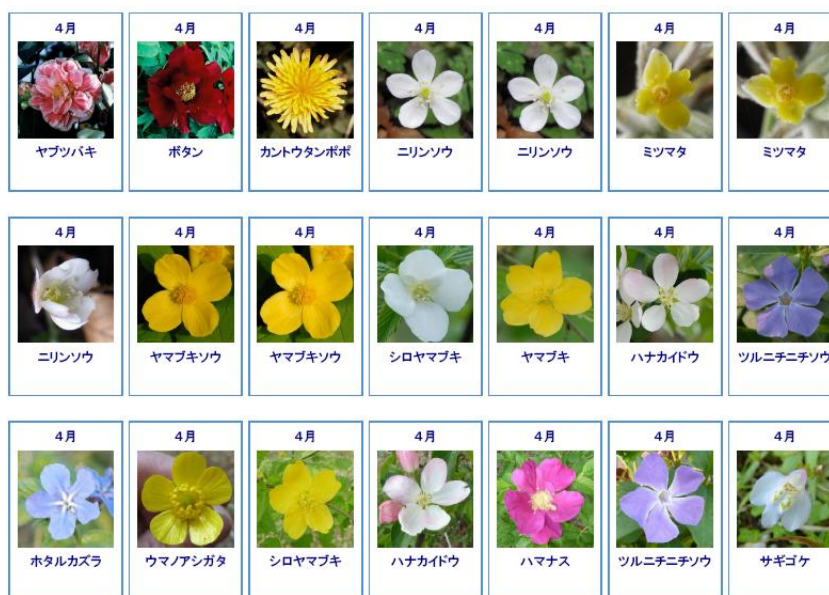 4月 4月 4月 4月 4月 4月 4月
ヤブツバキ ボタン カントウタンポポ ニリンソウ ニリンソウ ミツマタ ミツマタ
4月 4月 4月 4月 4月 4月 4月
ニリンソウ ヤマブキソウ ヤマブキソウ シロヤマブキ ヤマブキ ハナカイドウ ツルニチニチソウ
4月 4月 4月 4月 4月 4月 4月
ホタルカズラ ウマノアシガタ シロヤマブキ ハナカイドウ ハマナス ツルニチニチソウ サギゴケ